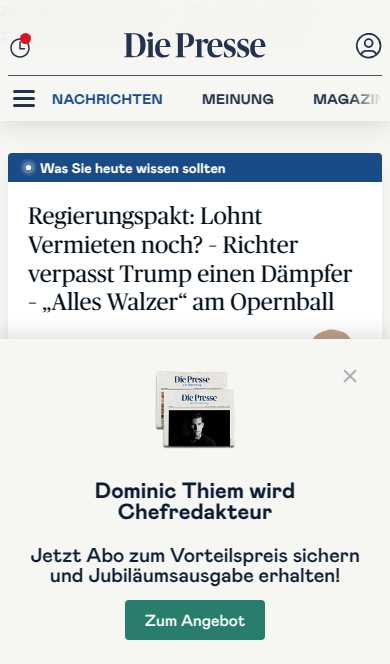 Die Presse
NACHRICHTEN MEINUNG MAGAZIN
Was Sie heute wissen sollten
Regierungspakt: Lohnt
Vermieten noch? – Richter
verpasst Trump einen Dämpfer
– „Alles Walzer“ am Opernball
Die Presse
Die Presse
Dominic Thiem wird
Chefredakteur
Jetzt Abo zum Vorteilspreis sichern
und Jubiläumsausgabe erhalten!
Zum Angebot